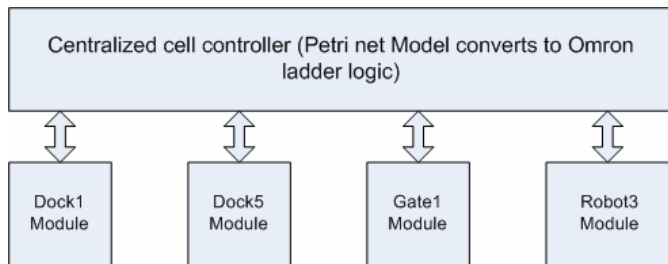 Centralized cell controller (Petri net Model converts to Omron
ladder logic)
Dock1
Module
Dock5
Module
Gate1
Module
Robot3
Module